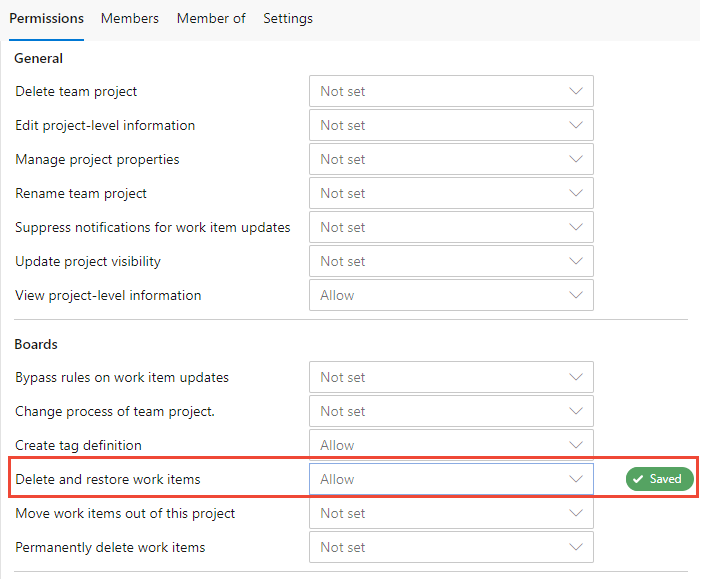 Permissions Members Member of Settings
General
Delete team project Not set
Edit project-level information Not set
Manage project properties Not set
Rename team project Not set
Suppress notifications for work item updates Not set
Update project visibility Not set
View project-level information Allow
Boards
Bypass rules on work item updates Not set
Change process of team project. Not set
Create tag definition Allow
Delete and restore work items Allow Saved
Move work items out of this project Not set
Permanently delete work items Not set